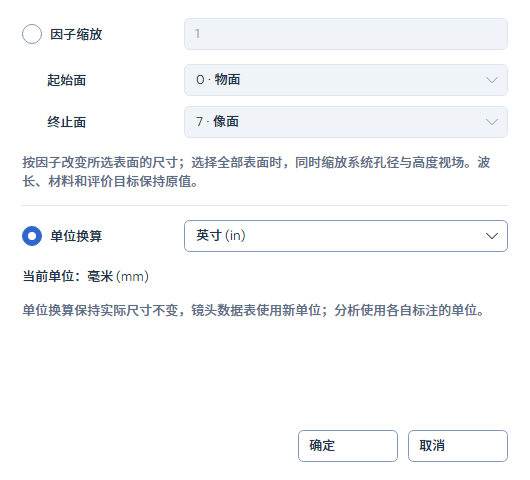 因子缩放
1
起始面
0 · 物面
终止面
7 · 像面
按因子改变所选表面的尺寸；选择全部表面时，同时缩放系统孔径与高度视场。波
长、材料和评价目标保持原值。
单位换算
英寸 (in)
当前单位：毫米 (mm)
单位换算保持实际尺寸不变，镜头数据表使用新单位；分析使用各自标注的单位。
确定
取消